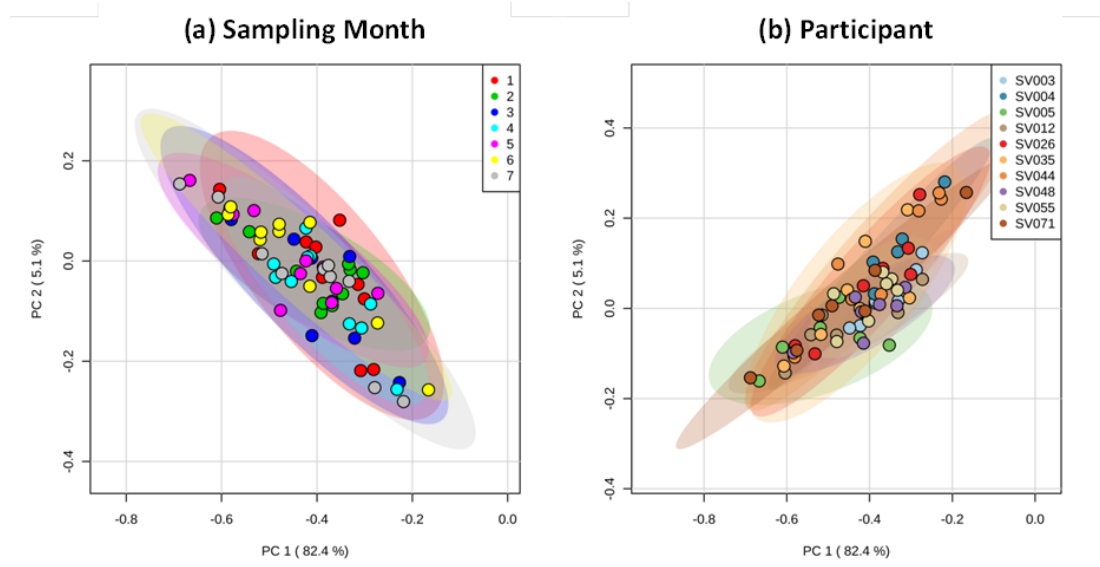 (a) Sampling Month
(b) Participant
1
2
3
4
5
6
7
0.2
0.0
-0.2
-0.4
PC 2 ( 5.1 %)
-0.8
-0.6
-0.4
-0.2
0.0
PC 1 ( 82.4 %)
SV003
SV004
SV005
SV012
SV026
SV035
SV044
SV048
SV055
SV071
0.4
0.2
0.0
-0.2
-0.4
PC 2 ( 5.1 %)
-0.8
-0.6
-0.4
-0.2
0.0
PC 1 ( 82.4 %)